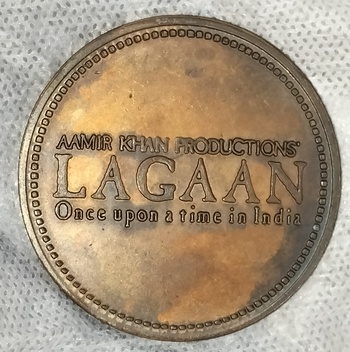 AAMIR KHAN PRODUCTIONS'
LAGAAN
Once upon a time in India